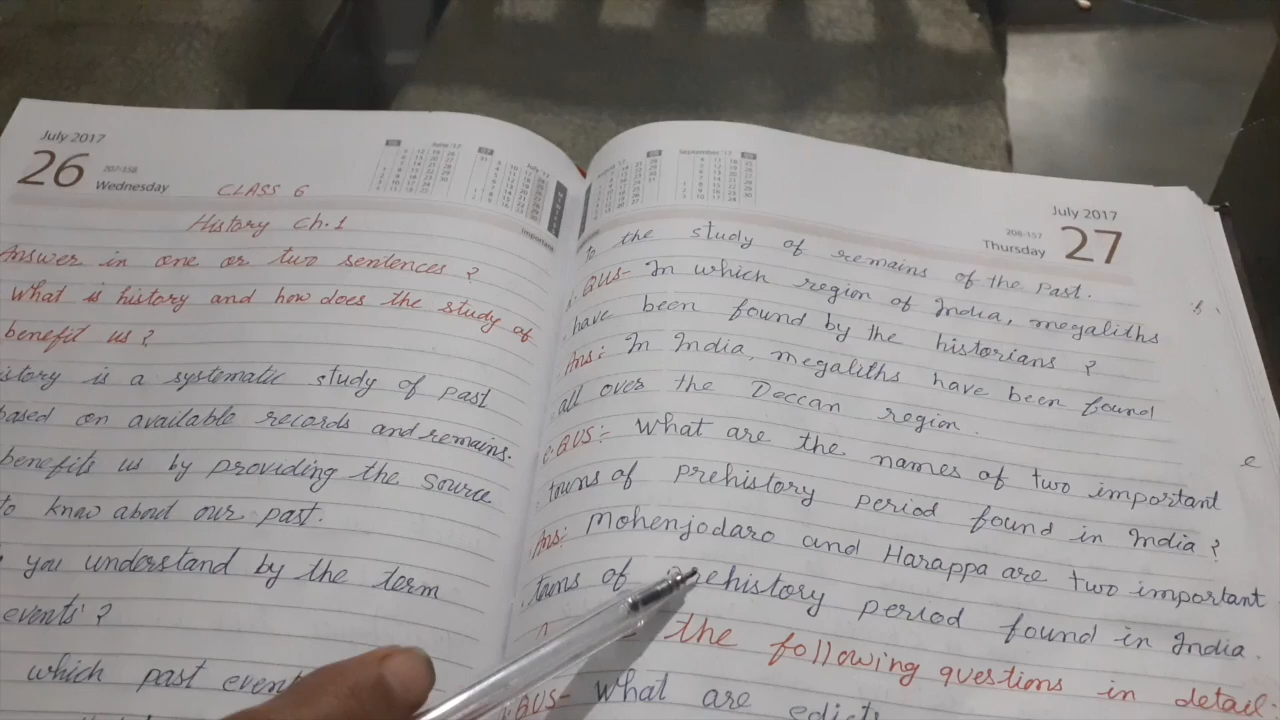 July 2017
26
207-158
Wednesday
CLASS 6
History Ch.1
Answer in one or two sentences ?
What is history and how does the study of
benefit us ?
istory is a systematic study of past
based on available records and remains.
benefits us by providing the source
to know about our past.
you understand by the term
events' ?
which past
July 2017
27
208-157
Thursday
to the study of remains of the Past.
QUS- In which region of India, megaliths
have been found by the historians ?
Ans: In India, megaliths have been found
all over the Deccan region.
QUS:- What are the names of two important
towns of prehistory period found in India ?
Ans: Mohenjodaro and Harappa are two important
towns of prehistory period found in India.
the following questions in detail.
QUS- What are